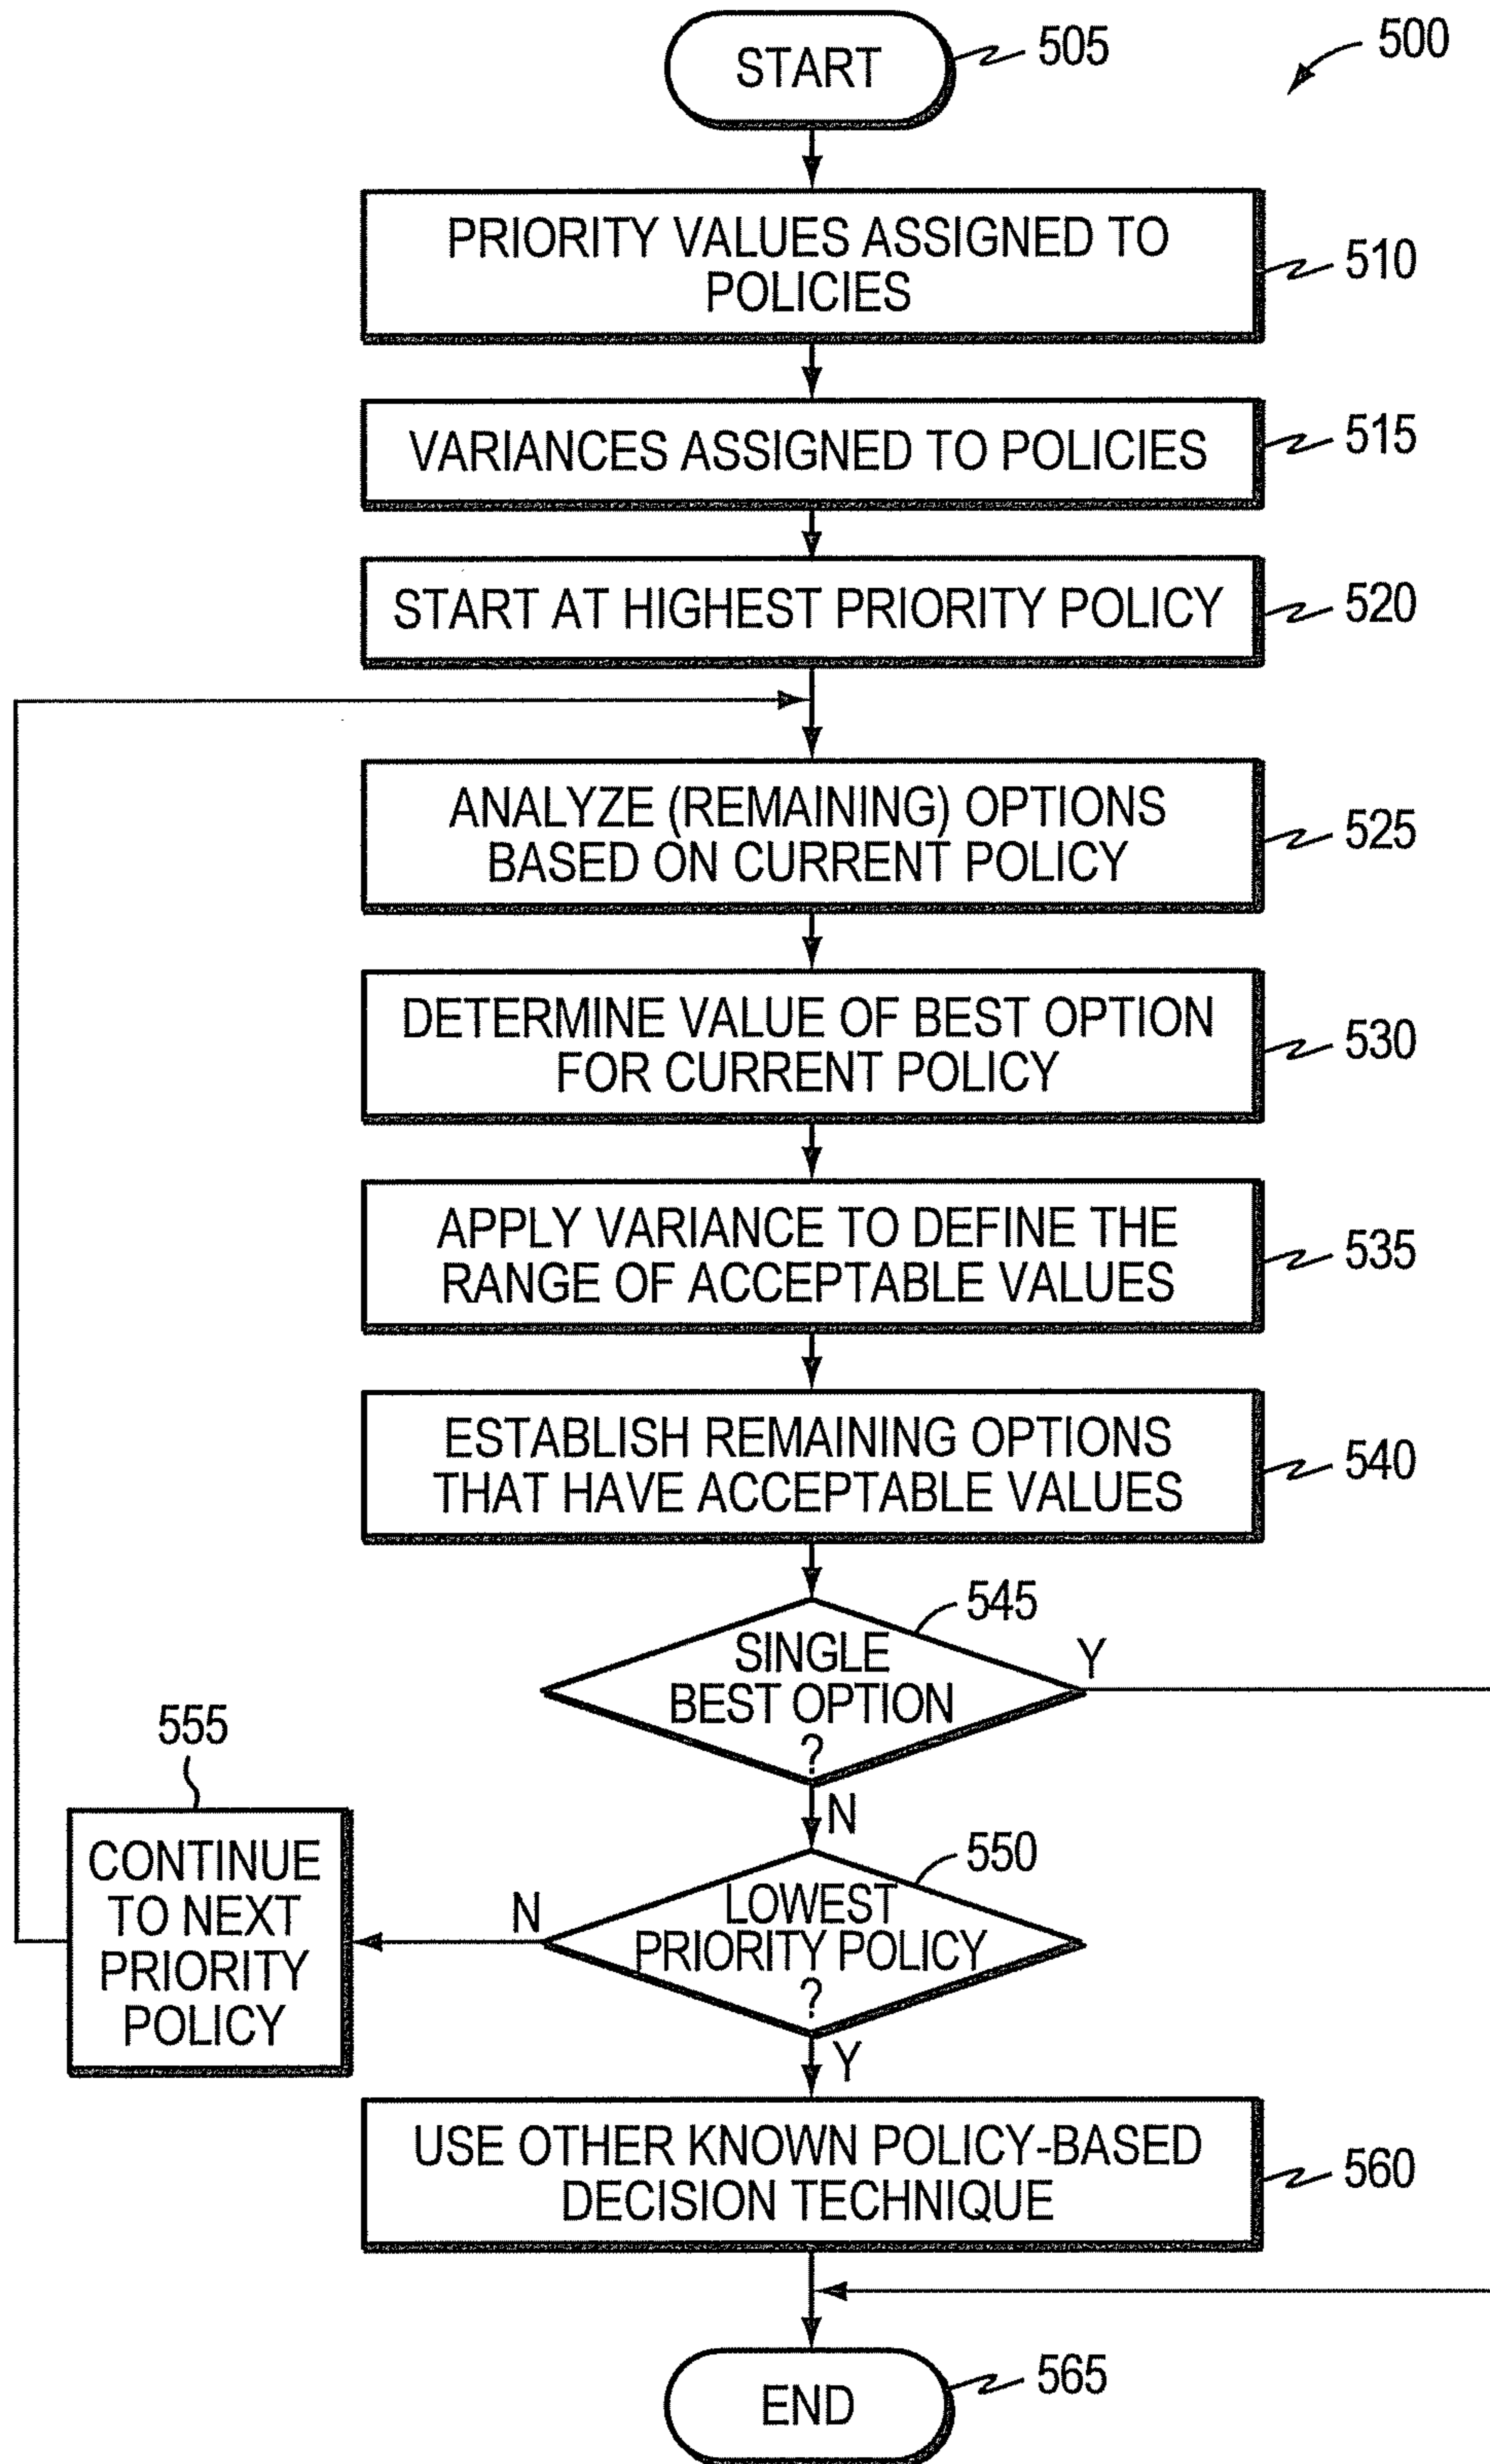 START
505
500
PRIORITY VALUES ASSIGNED TO
POLICIES
510
VARIANCES ASSIGNED TO POLICIES
515
START AT HIGHEST PRIORITY POLICY
520
ANALYZE (REMAINING) OPTIONS
BASED ON CURRENT POLICY
525
DETERMINE VALUE OF BEST OPTION
FOR CURRENT POLICY
530
APPLY VARIANCE TO DEFINE THE
RANGE OF ACCEPTABLE VALUES
535
ESTABLISH REMAINING OPTIONS
THAT HAVE ACCEPTABLE VALUES
540
545
SINGLE
BEST OPTION
?
Y
N
555
CONTINUE
TO NEXT
PRIORITY
POLICY
550
LOWEST
PRIORITY POLICY
?
N
Y
USE OTHER KNOWN POLICY-BASED
DECISION TECHNIQUE
560
END
565